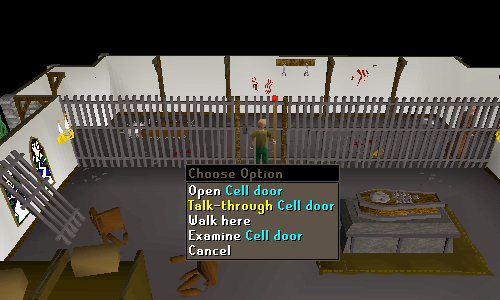 Choose Option
Open Cell door
Talk-through Cell door
Walk here
Examine Cell door
Cancel